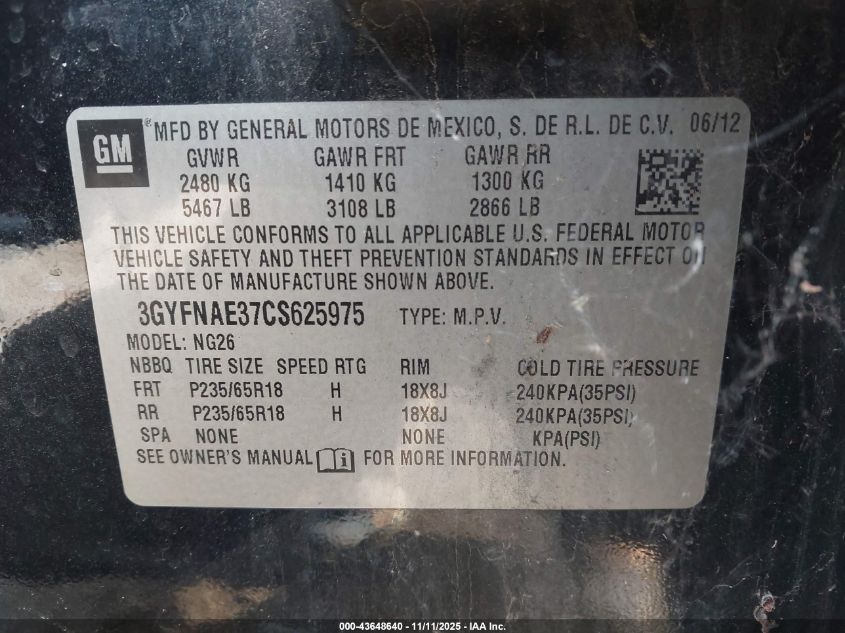 GM ® MFD BY GENERAL MOTORS DE MEXICO, S. DE R.L. DE C.V. 06/12
GVWR GAWR FRT GAWR RR
2480 KG 1410 KG 1300 KG
5467 LB 3108 LB 2866 LB
THIS VEHICLE CONFORMS TO ALL APPLICABLE U.S. FEDERAL MOTOR
VEHICLE SAFETY AND THEFT PREVENTION STANDARDS IN EFFECT ON
THE DATE OF MANUFACTURE SHOWN ABOVE.
3GYFNAE37CS625975 TYPE: M.P.V.
MODEL: NG26
NBBQ TIRE SIZE SPEED RTG RIM COLD TIRE PRESSURE
FRT P235/65R18 H 18X8J 240KPA(35PSI)
RR P235/65R18 H 18X8J 240KPA(35PSI)
SPA NONE NONE KPA(PSI)
SEE OWNER'S MANUAL i FOR MORE INFORMATION.
000-43648640 - 11/11/2025 - IAA Inc.